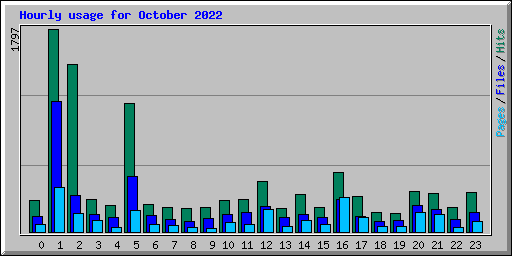 Hourly usage for October 2022
1797
Pages/Files/Hits
0 1 2 3 4 5 6 7 8 9 10 11 12 13 14 15 16 17 18 19 20 21 22 23